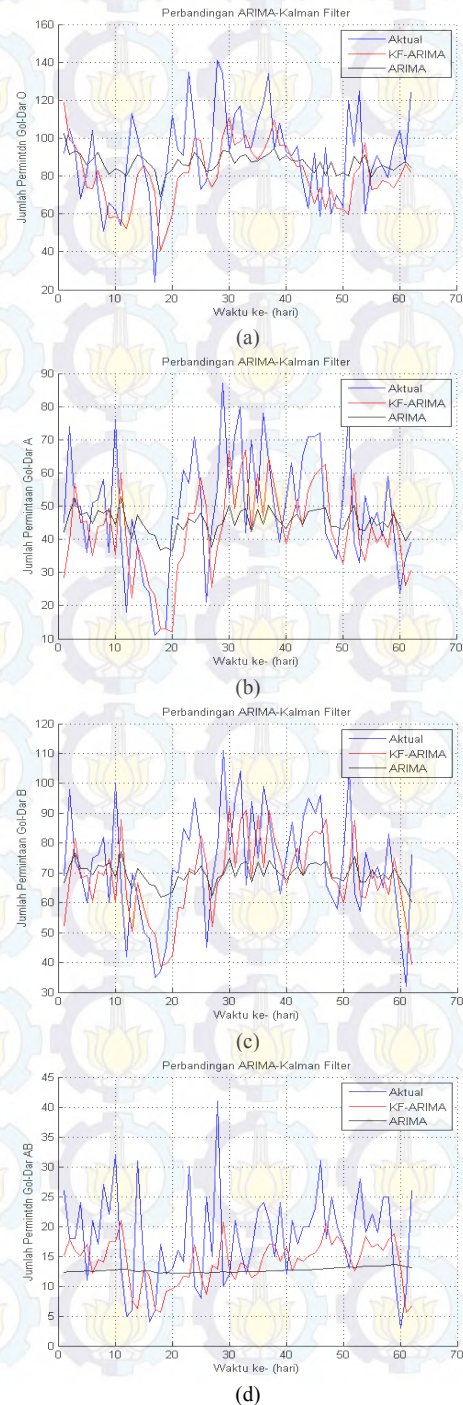 Perbandingan ARIMA-Kalman Filter
160
140
120
100
80
60
40
20
Jumlah Permintdn Gol-Dar O
Aktual
KF-ARIMA
ARIMA
0 10 20 30 40 50 60 70
Waktu ke- (hari)
(a)
Perbandingan ARIMA-Kalman Filter
90
80
70
60
50
40
30
20
10
Jumlah Permintaan Gol-Dar A
Aktual
KF-ARIMA
ARIMA
0 10 20 30 40 50 60 70
Waktu ke- (hari)
(b)
Perbandingan ARIMA-Kalman Filter
120
110
100
90
80
70
60
50
40
30
Jumlah Permintaan Gol-Dar B
Aktual
KF-ARIMA
ARIMA
0 10 20 30 40 50 60 70
Waktu ke- (hari)
(c)
Perbandingan ARIMA-Kalman Filter
45
40
35
30
25
20
15
10
5
0
Jumlah Permintdn Gol-Dar AB
Aktual
KF-ARIMA
ARIMA
0 10 20 30 40 50 60 70
Waktu ke- (hari)
(d)